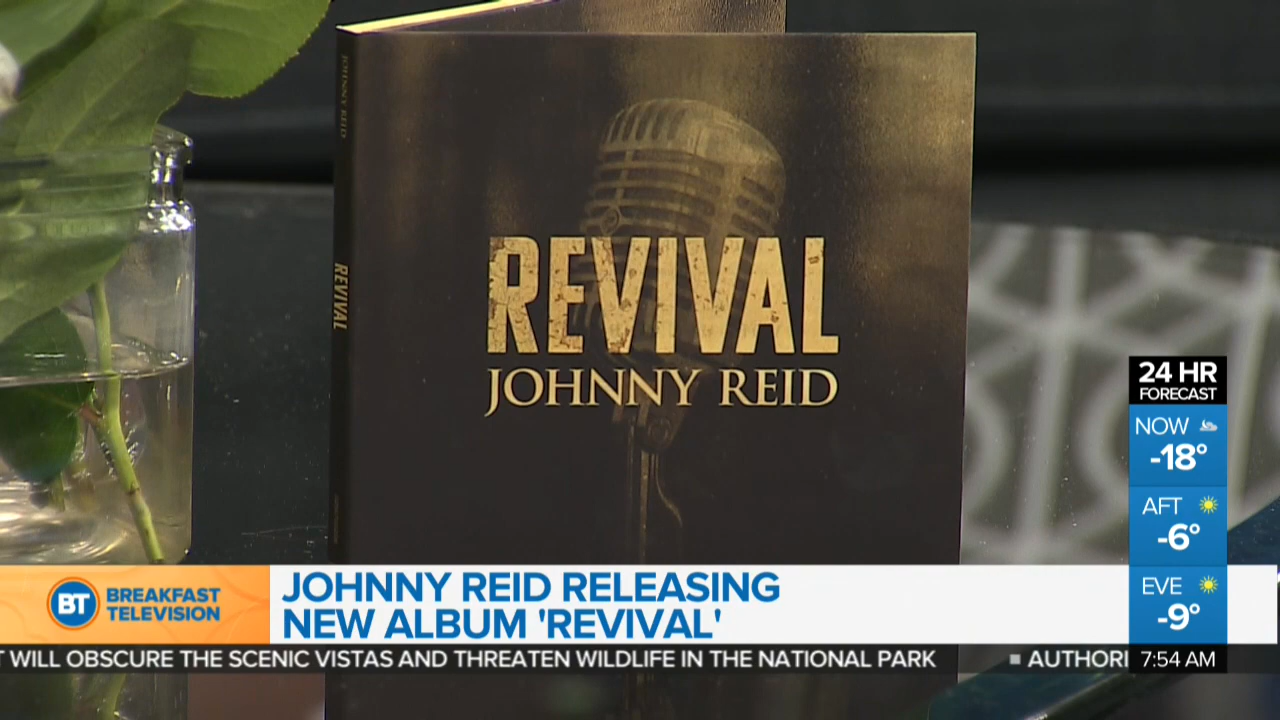 JOHNNY REID
REVIVAL
REVIVAL
JOHNNY REID
24 HR
FORECAST
NOW
-18°
AFT
-6°
EVE
-9°
BT
BREAKFAST
TELEVISION
JOHNNY REID RELEASING
NEW ALBUM 'REVIVAL'
T WILL OBSCURE THE SCENIC VISTAS AND THREATEN WILDLIFE IN THE NATIONAL PARK ▪ AUTHORI
7:54 AM